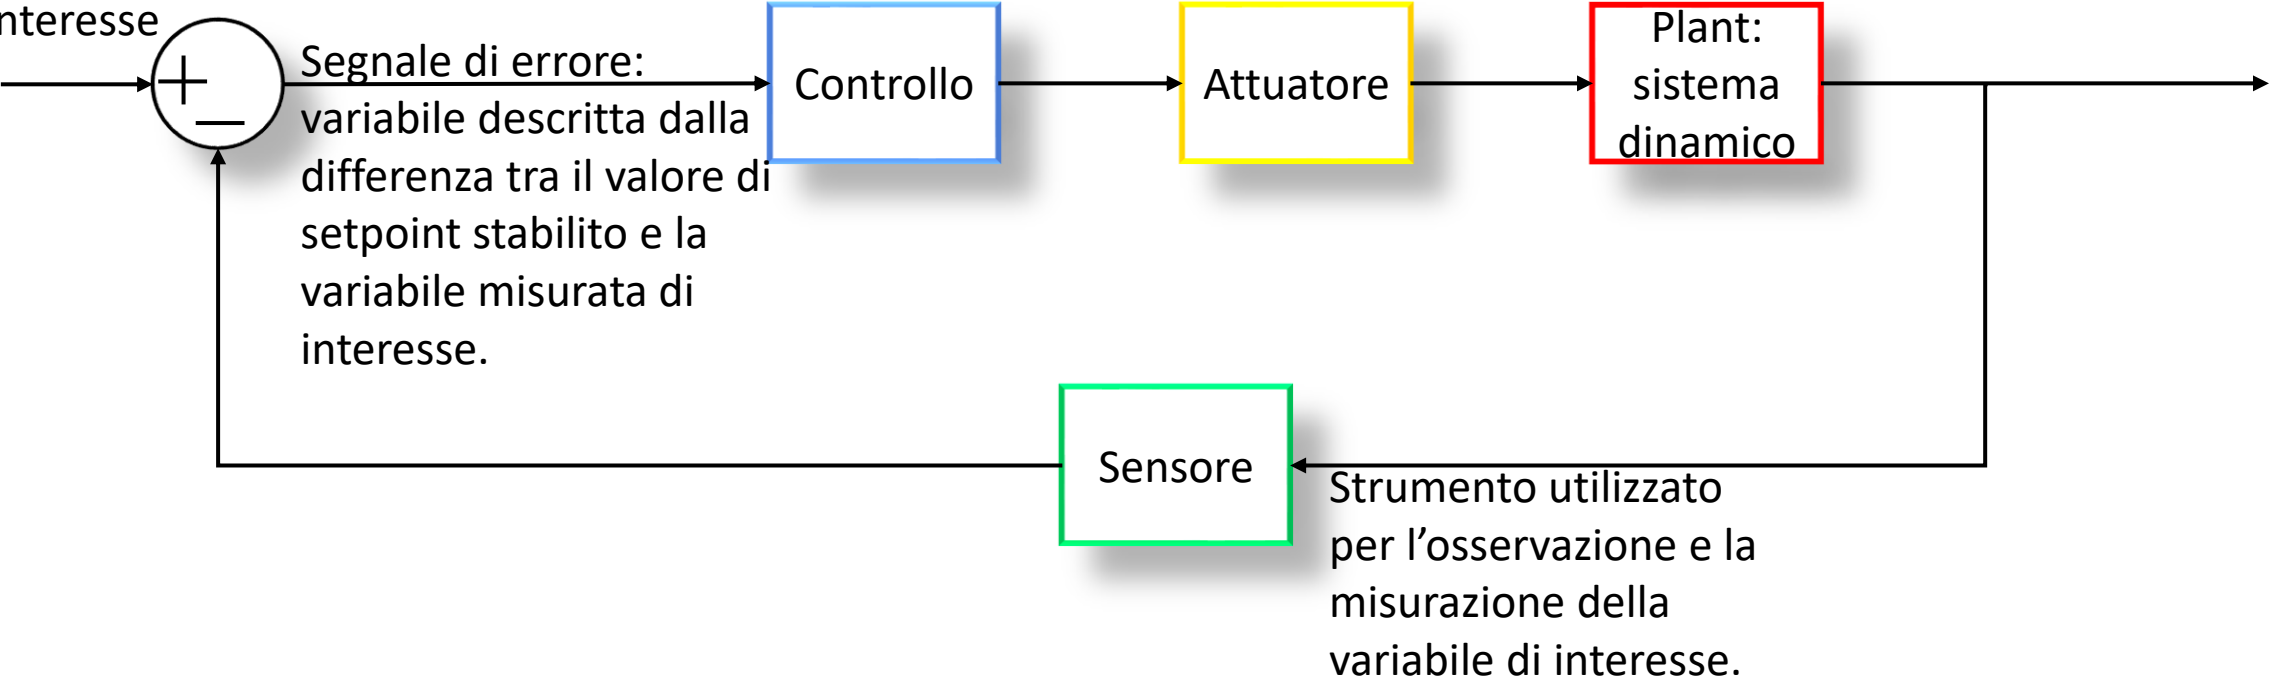 nteresse
Segnale di errore:
variabile descritta dalla
differenza tra il valore di
setpoint stabilito e la
variabile misurata di
interesse.
Controllo
Attuatore
Plant:
sistema
dinamico
Sensore
Strumento utilizzato
per l’osservazione e la
misurazione della
variabile di interesse.